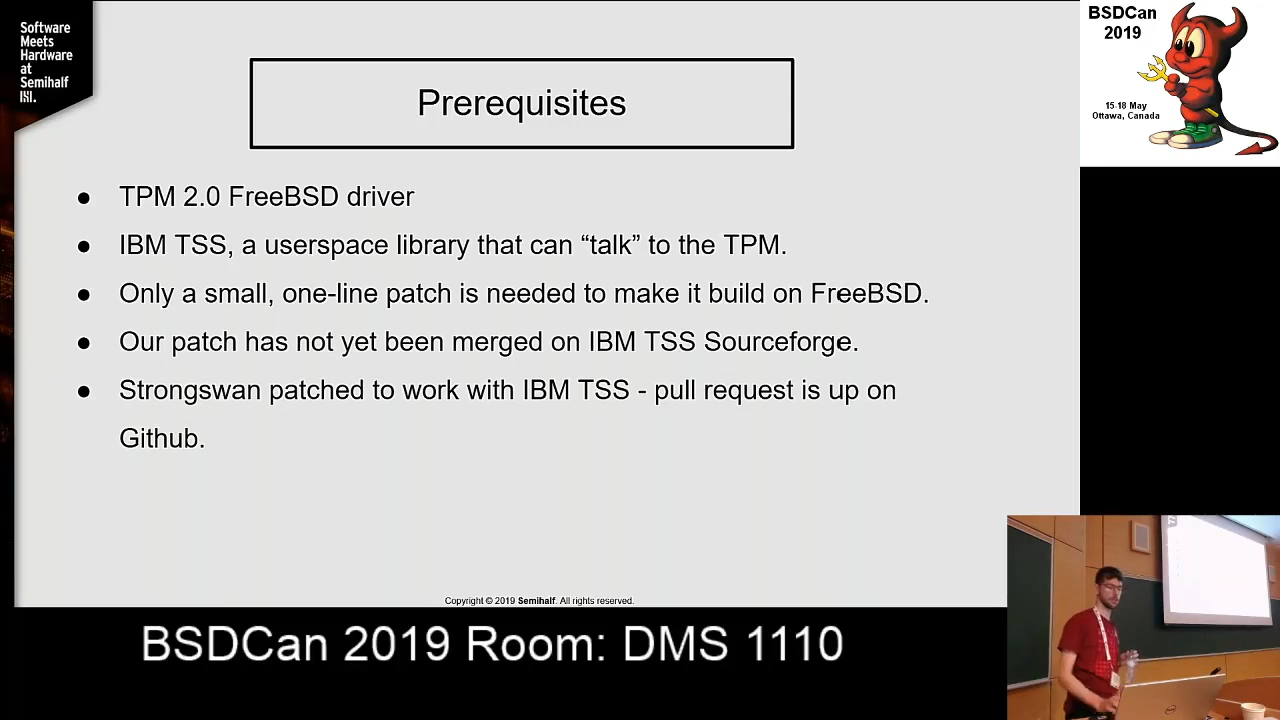 Software
Meets
Hardware
at
Semihalf
Prerequisites
● TPM 2.0 FreeBSD driver
● IBM TSS, a userspace library that can “talk” to the TPM.
● Only a small, one-line patch is needed to make it build on FreeBSD.
● Our patch has not yet been merged on IBM TSS Sourceforge.
● Strongswan patched to work with IBM TSS - pull request is up on
Github.
Copyright © 2019 Semihalf. All rights reserved.
BSDCan
2019
15-18 May
Ottawa, Canada
BSDCan 2019 Room: DMS 1110